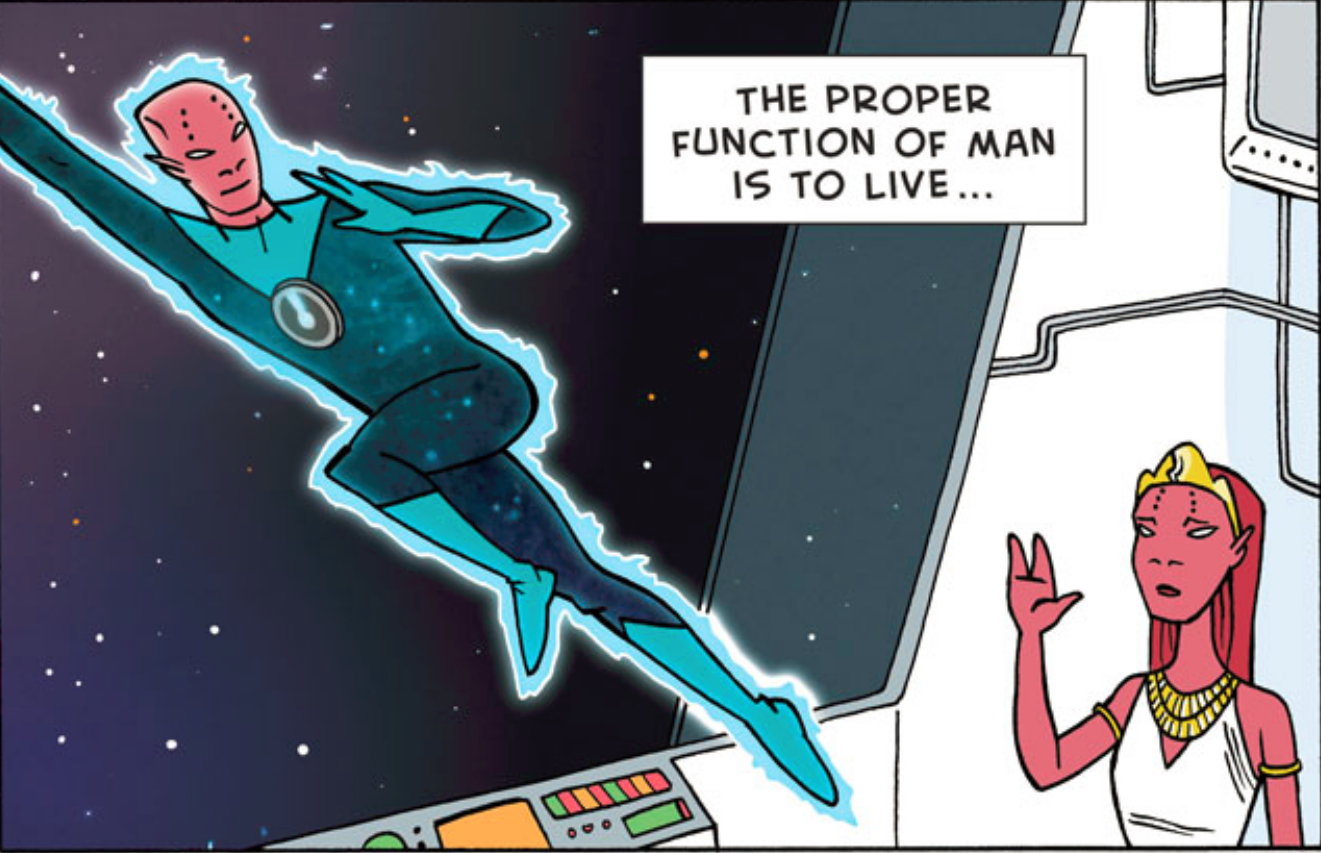 THE PROPER
FUNCTION OF MAN
IS TO LIVE...